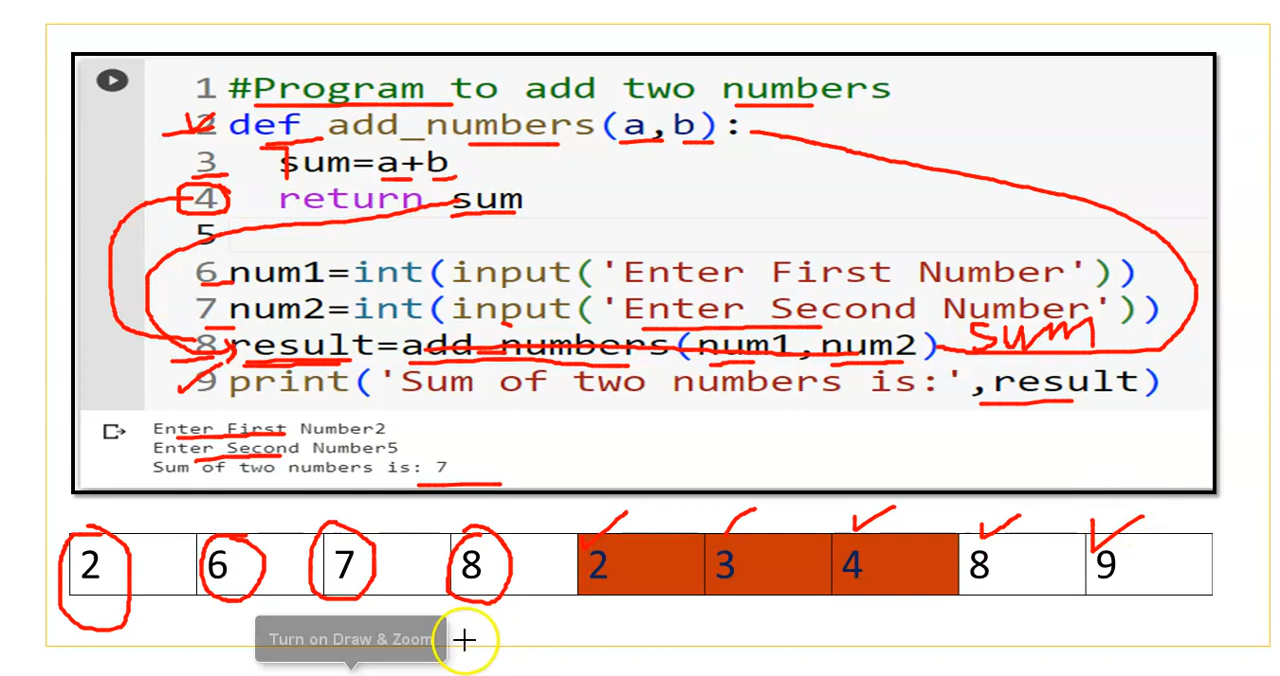 1 #Program to add two numbers
2 def add_numbers(a,b):
3 sum=a+b
4 return sum
5
6 num1=int(input('Enter First Number'))
7 num2=int(input('Enter Second Number'))
8 result=add_numbers(num1,num2) sum
9 print('Sum of two numbers is:',result)
Enter First Number2
Enter Second Number5
Sum of two numbers is: 7
2 6 7 8 2 3 4 8 9
Turn on Draw & Zoom